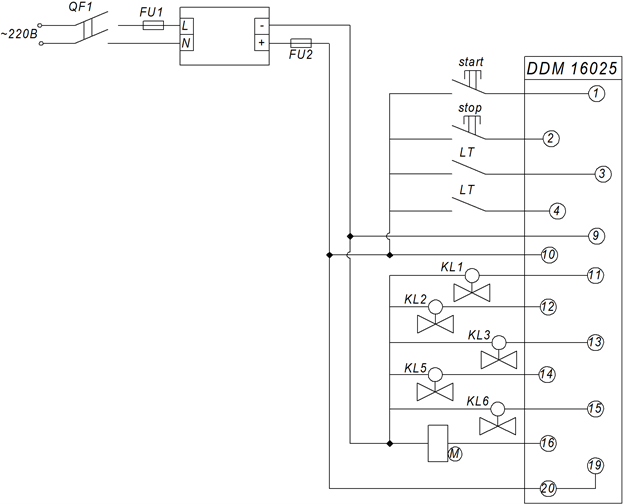 QF1
FU1
~220В
L
N
-
+
FU2
DDM 16025
start
1
stop
2
LT
3
LT
4
9
10
KL1
11
KL2
12
KL3
13
KL5
14
KL6
15
M
16
19
20